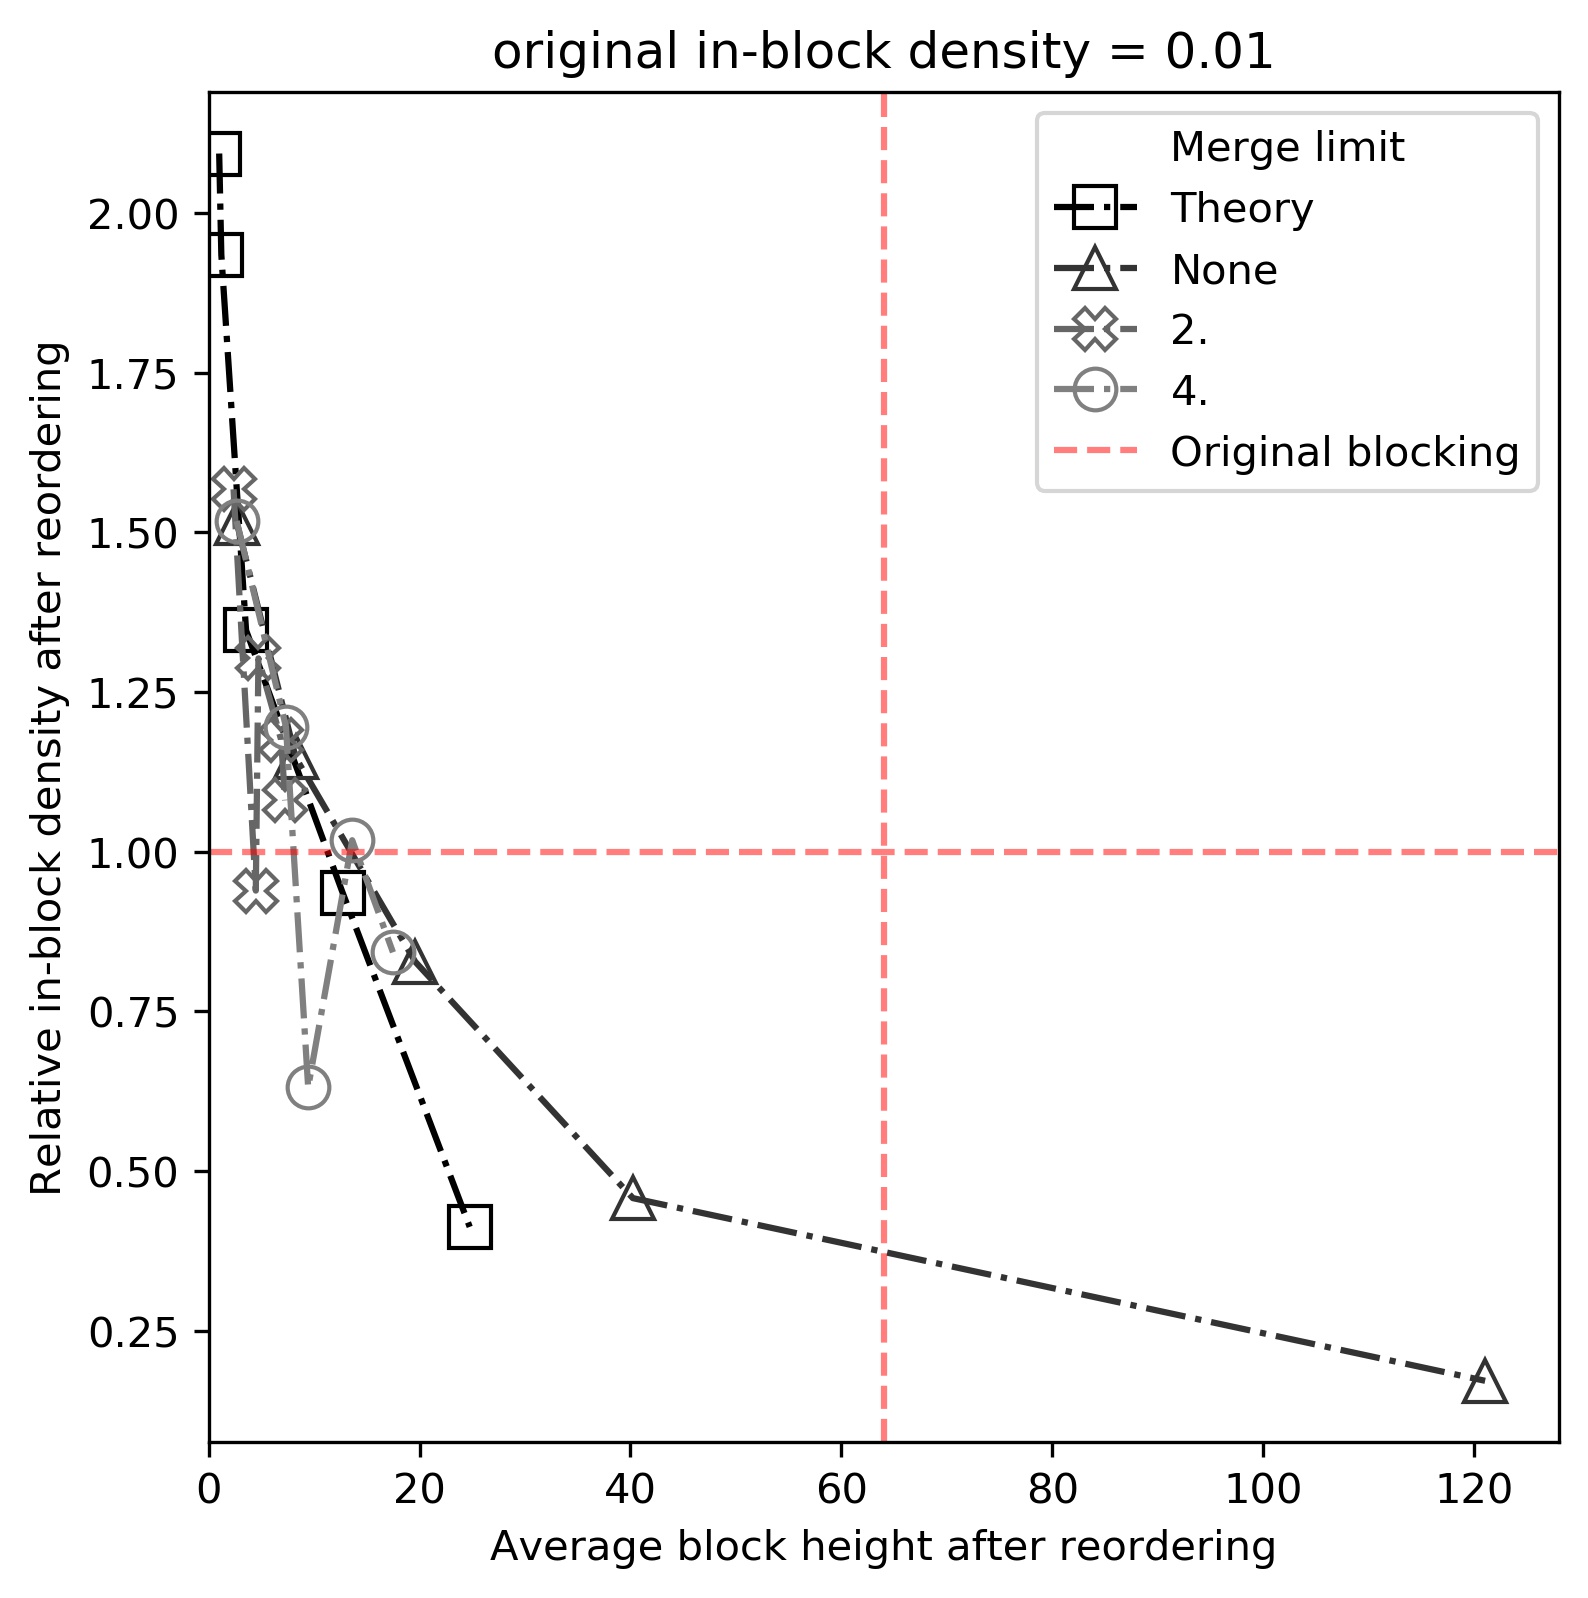 original in-block density = 0.01
Relative in-block density after reordering
2.00
1.75
1.50
1.25
1.00
0.75
0.50
0.25
Merge limit
Theory
None
2.
4.
Original blocking
0 20 40 60 80 100 120
Average block height after reordering